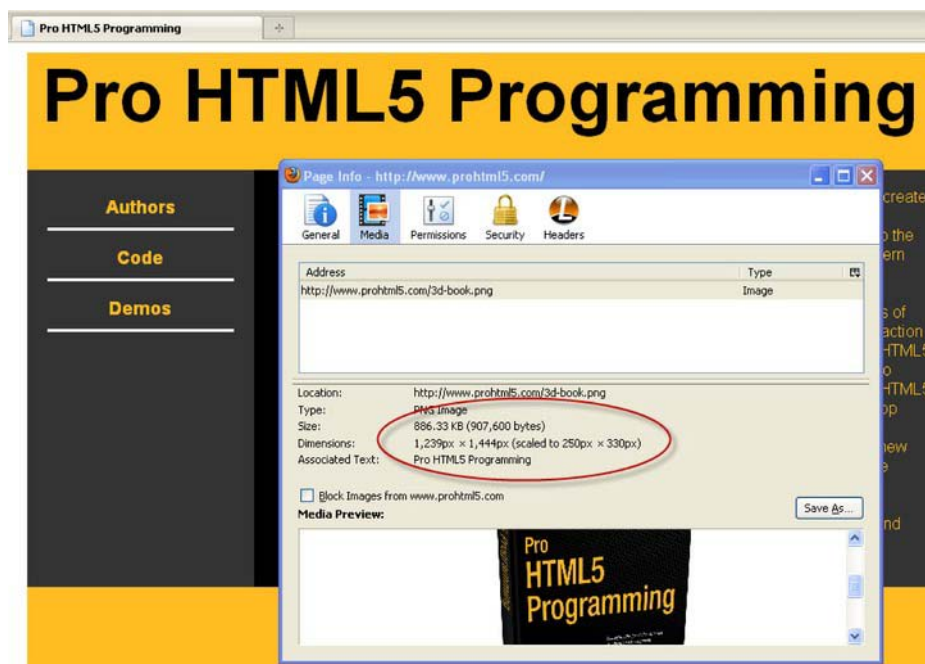 Pro HTML5 Programming
Pro HTML5 Programming
Authors
Code
Demos
create
o the
ern
s of
action
HTML5
o
HTML5
op
new
e
nd
Page Info - http://www.prohtml5.com/
General Media Permissions Security Headers
Address Type
http://www.prohtml5.com/3d-book.png Image
Location: http://www.prohtml5.com/3d-book.png
Type: PNG Image
Size: 886.33 KB (907,600 bytes)
Dimensions: 1,239px × 1,444px (scaled to 250px × 330px)
Associated Text: Pro HTML5 Programming
Block Images from www.prohtml5.com
Save As...
Media Preview:
Pro
HTML5
Programming